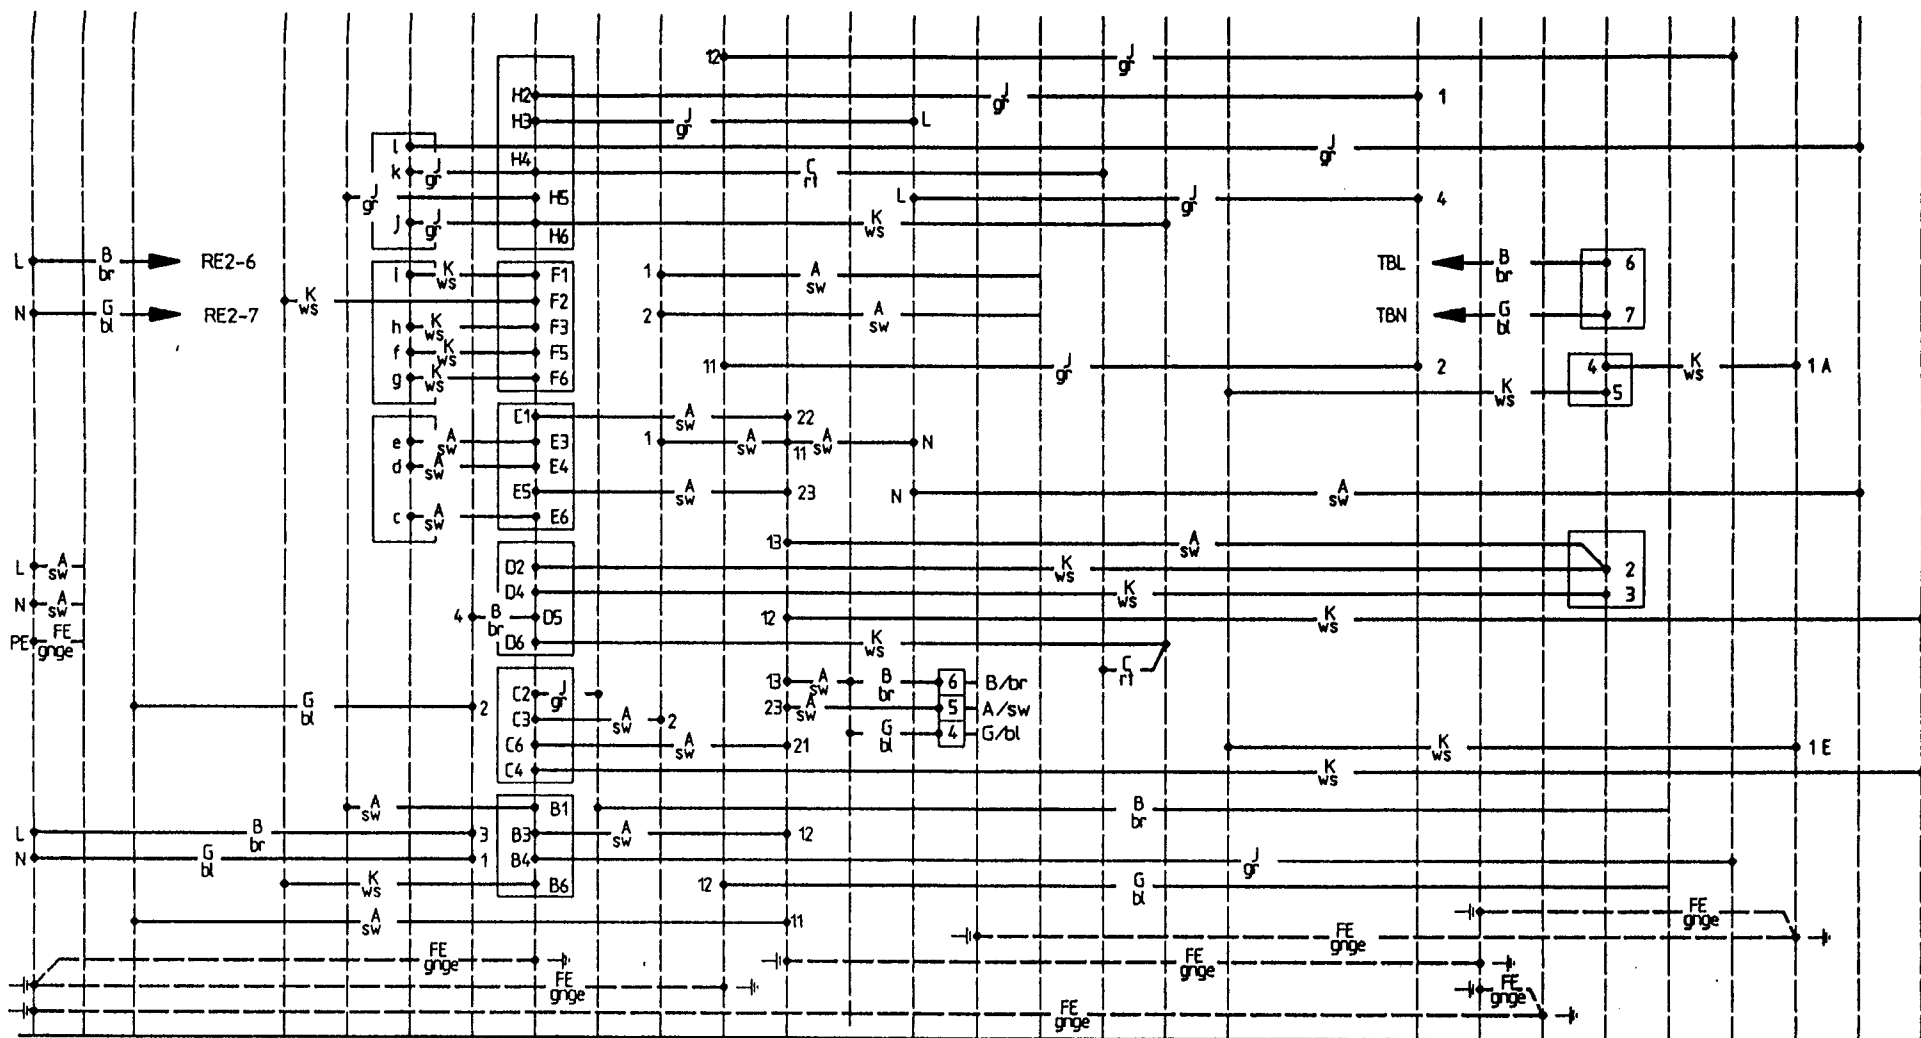 12 J
gr
H2 J 1
gr
H3 J L
gr
l J
gr
H4
k J C
gr rt
J H5 L J 4
gr gr
j J H6 K
gr ws
L B RE2-6
br
TBL B 6
br
i K F1 1 A
ws sw
K F2
ws
N G RE2-7
bl
h K F3 2 A
ws sw
TBN G 7
bl
f K F5
ws
g K F6
ws
11 J 2
gr
4 K 1 A
ws
K 5
ws
E1 A 22
sw
e A E3 1 A 11 A N
sw sw sw
d A E4
sw
E5 A 23 N A
sw sw
c A E6
sw
13 A
sw
L A D2 K 2
sw ws
D4 K 3
ws
N A
sw
4 B D5 12 K
br ws
PE FE D6 K
gnge ws
C
rt
C2 J 13 A B 6 B/br
gr sw br
G 2 C3 A 2 23 A 5 A/sw
bl sw sw
G 4 G/bl
bl
C6 A 21 K 1 E
sw ws
C4 K
ws
A B1 B
sw br
L B 3 B3 A 12
br sw
N G 1 B4 J
bl gr
K B6 12 G
ws bl
A 11
sw
FE
gnge
FE
gnge
FE FE
gnge gnge
FE FE
gnge gnge
FE
gnge